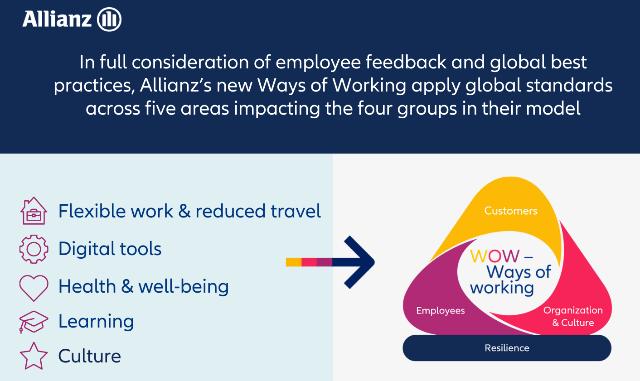 Allianz
In full consideration of employee feedback and global best
practices, Allianz's new Ways of Working apply global standards
across five areas impacting the four groups in their model
Flexible work & reduced travel
Digital tools
Health & well-being
Learning
Culture
Customers
WOW –
Ways of
working
Employees
Organization
& Culture
Resilience